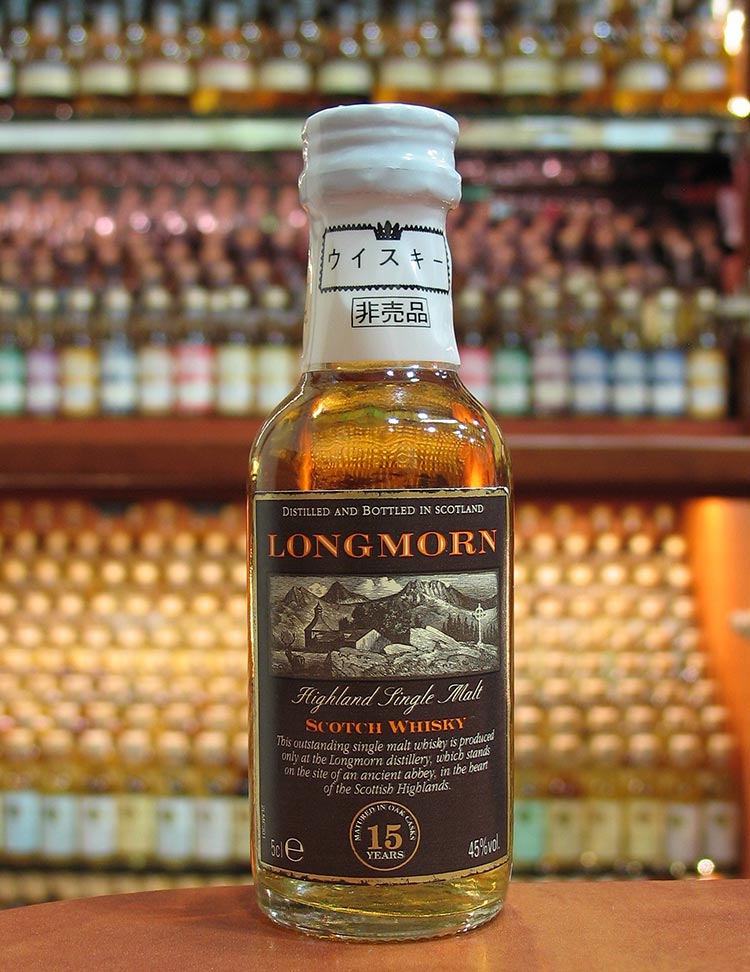 ウイスキー
非売品
DISTILLED AND BOTTLED IN SCOTLAND
LONGMORN
Highland Single Malt
SCOTCH WHISKY
This outstanding single malt whisky is produced
only at the Longmorn distillery, which stands
on the site of an ancient abbey, in the heart
of the Scottish Highlands.
MATURED IN OAK CASKS
15
YEARS
5cl e
45%vol.